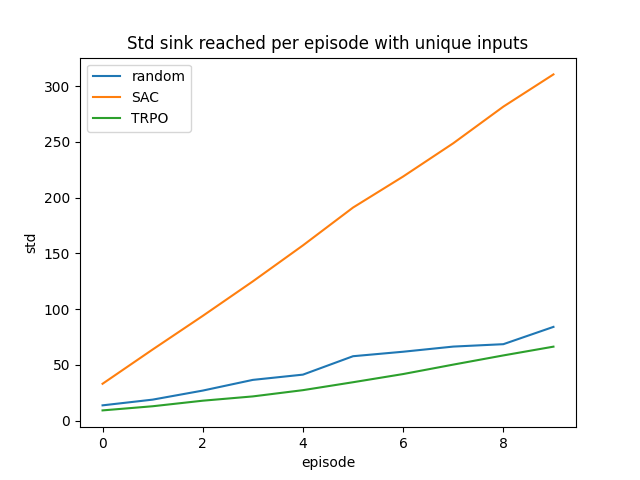 Std sink reached per episode with unique inputs
random
SAC
TRPO
300
250
200
150
100
50
0
std
0 2 4 6 8
episode